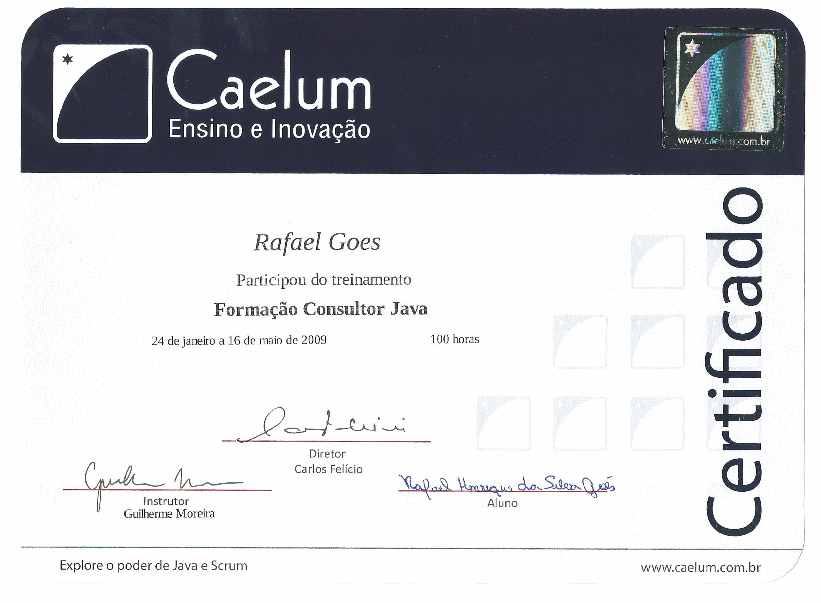 Caelum
Ensino e Inovação
www.caelum.com.br
Certificado
Rafael Goes
Participou do treinamento
Formação Consultor Java
24 de janeiro a 16 de maio de 2009 100 horas
Diretor
Carlos Felício
Instrutor
Guilherme Moreira
Rafael Henrique da Silva Goés
Aluno
Explore o poder de Java e Scrum
www.caelum.com.br